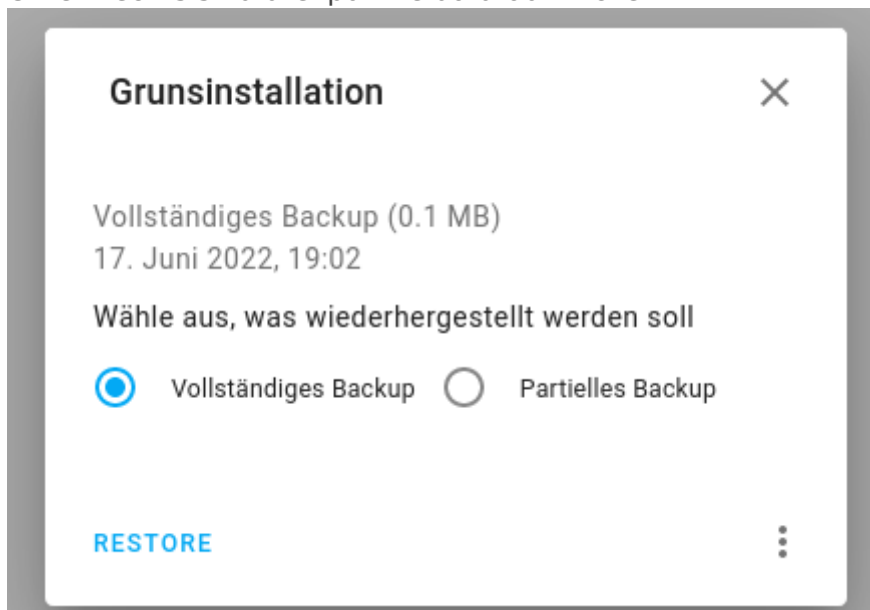 Grunsinstallation
Vollständiges Backup (0.1 MB)
17. Juni 2022, 19:02
Wähle aus, was wiederhergestellt werden soll
Vollständiges Backup Partielles Backup
RESTORE